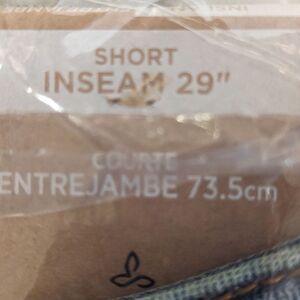 SHORT
INSEAM 29"
COURTE
ENTREJAMBE 73.5cm